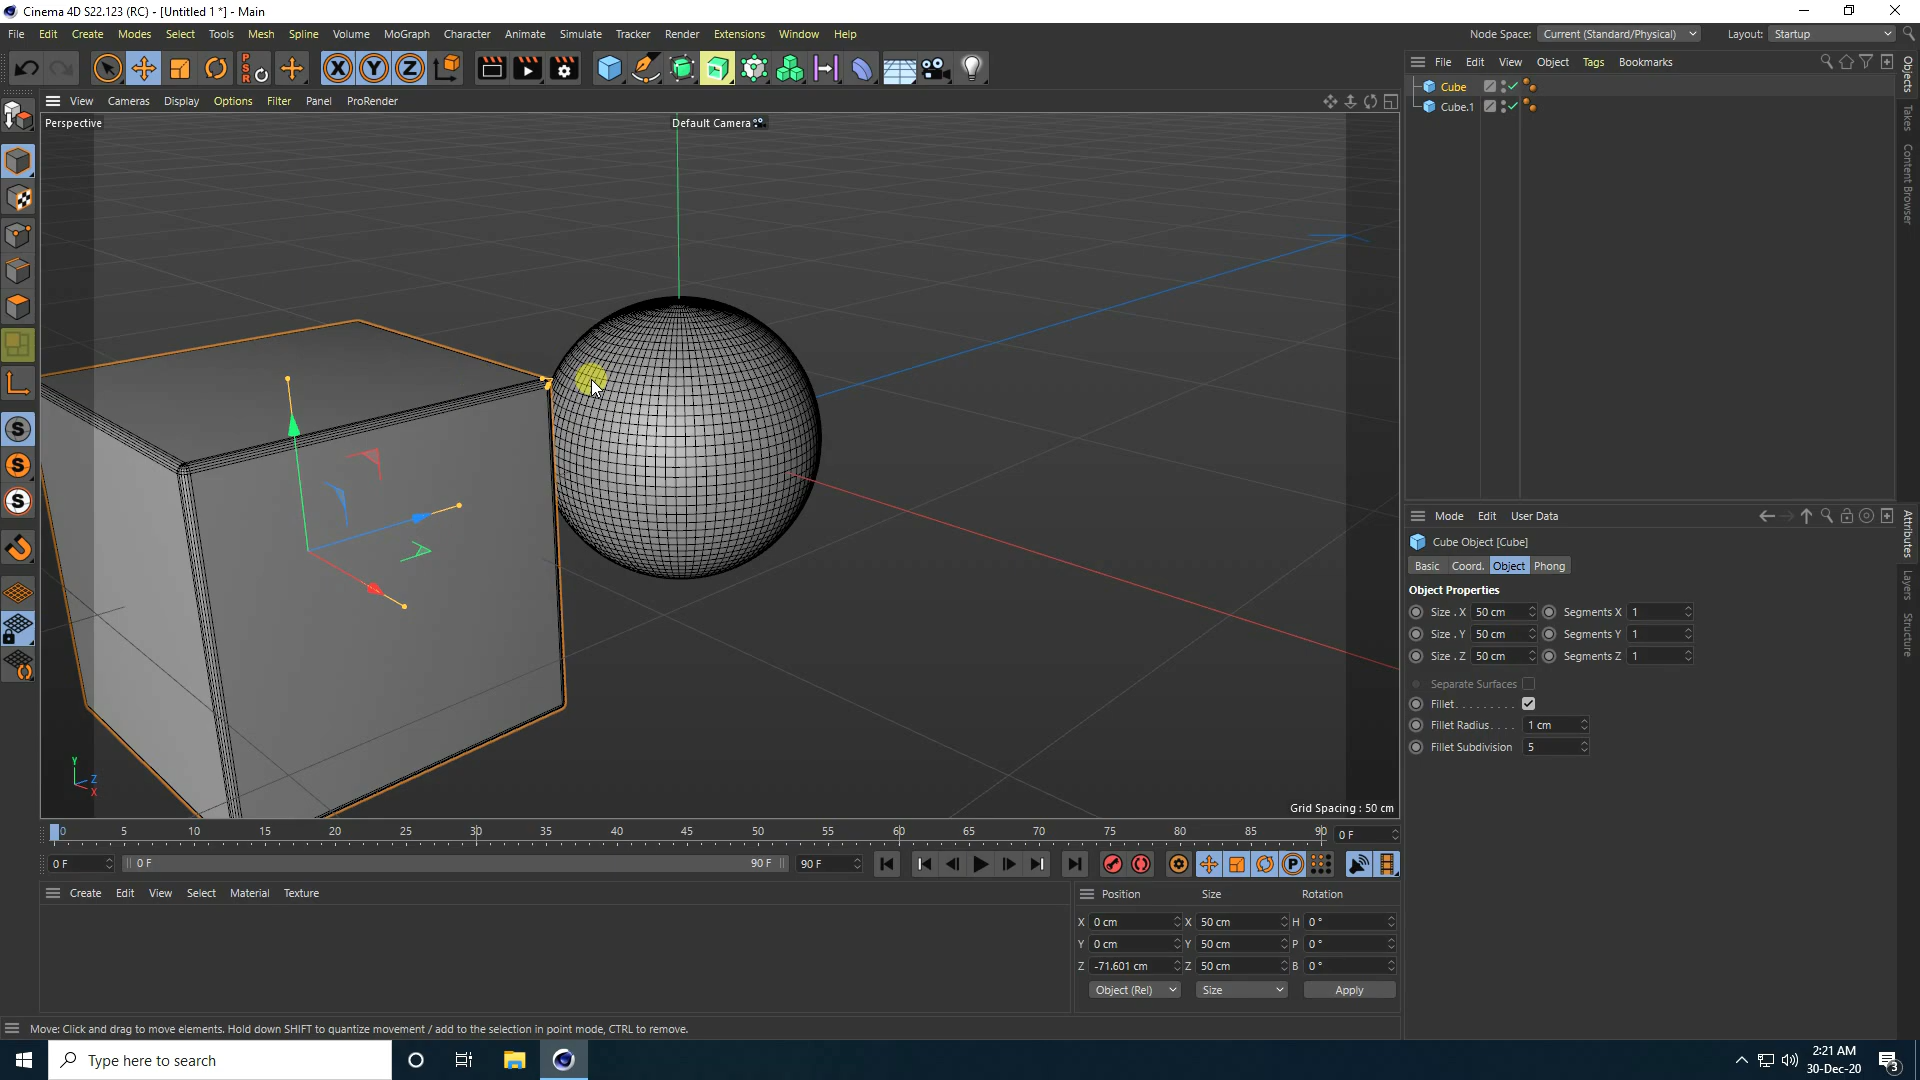 Cinema 4D S22.123 (RC) - [Untitled 1 *] - Main
File Edit Create Modes Select Tools Mesh Spline Volume MoGraph Character Animate Simulate Tracker Render Extensions Window Help Node Space: Current (Standard/Physical) Layout: Startup
X Y Z PSR
File Edit View Object Tags Bookmarks
Cube
Cube.1
View Cameras Display Options Filter Panel ProRender
Perspective
Default Camera
Y
Z
X
Grid Spacing : 50 cm
Objects
Takes
Content Browser
Mode Edit User Data
Cube Object [Cube]
Basic Coord. Object Phong
Object Properties
Size . X 50 cm Segments X 1
Size . Y 50 cm Segments Y 1
Size . Z 50 cm Segments Z 1
Separate Surfaces
Fillet. . . . . . . . .
Fillet Radius. . . . 1 cm
Fillet Subdivision 5
Attributes
Layers
Structure
0 5 10 15 20 25 30 35 40 45 50 55 60 65 70 75 80 85 90 0 F
0 F 0 F 90 F 90 F
Create Edit View Select Material Texture
Position Size Rotation
X 0 cm X 50 cm H 0 °
Y 0 cm Y 50 cm P 0 °
Z -71.601 cm Z 50 cm B 0 °
Object (Rel) Size Apply
Move: Click and drag to move elements. Hold down SHIFT to quantize movement / add to the selection in point mode, CTRL to remove.
Type here to search
2:21 AM
30-Dec-20
3